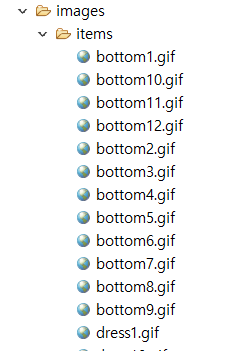 images
items
bottom1.gif
bottom10.gif
bottom11.gif
bottom12.gif
bottom2.gif
bottom3.gif
bottom4.gif
bottom5.gif
bottom6.gif
bottom7.gif
bottom8.gif
bottom9.gif
dress1.gif